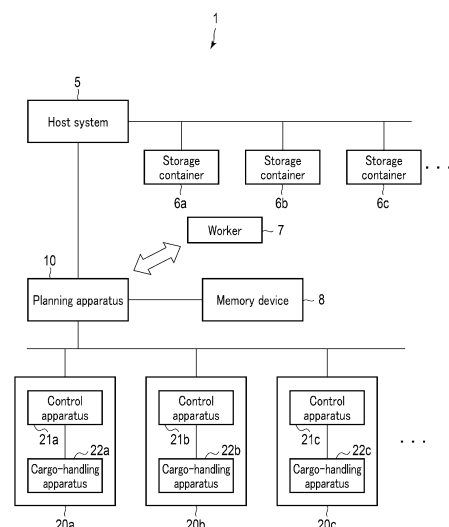 1
5
Host system
Storage container
Storage container
Storage container
. . .
6a
6b
6c
Worker
7
10
Planning apparatus
Memory device
8
Control apparatus
Control apparatus
Control apparatus
21a
21b
21c
. . .
22a
22b
22c
Cargo-handling apparatus
Cargo-handling apparatus
Cargo-handling apparatus
20a
20b
20c